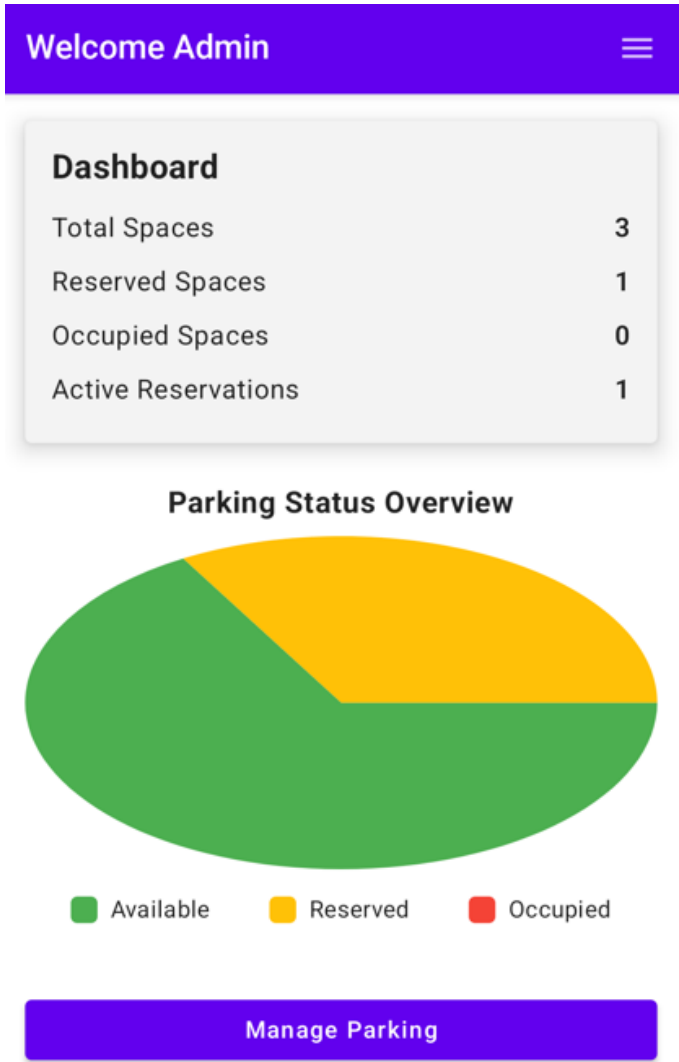 Welcome Admin
Dashboard
Total Spaces 3
Reserved Spaces 1
Occupied Spaces 0
Active Reservations 1
Parking Status Overview
Available Reserved Occupied
Manage Parking